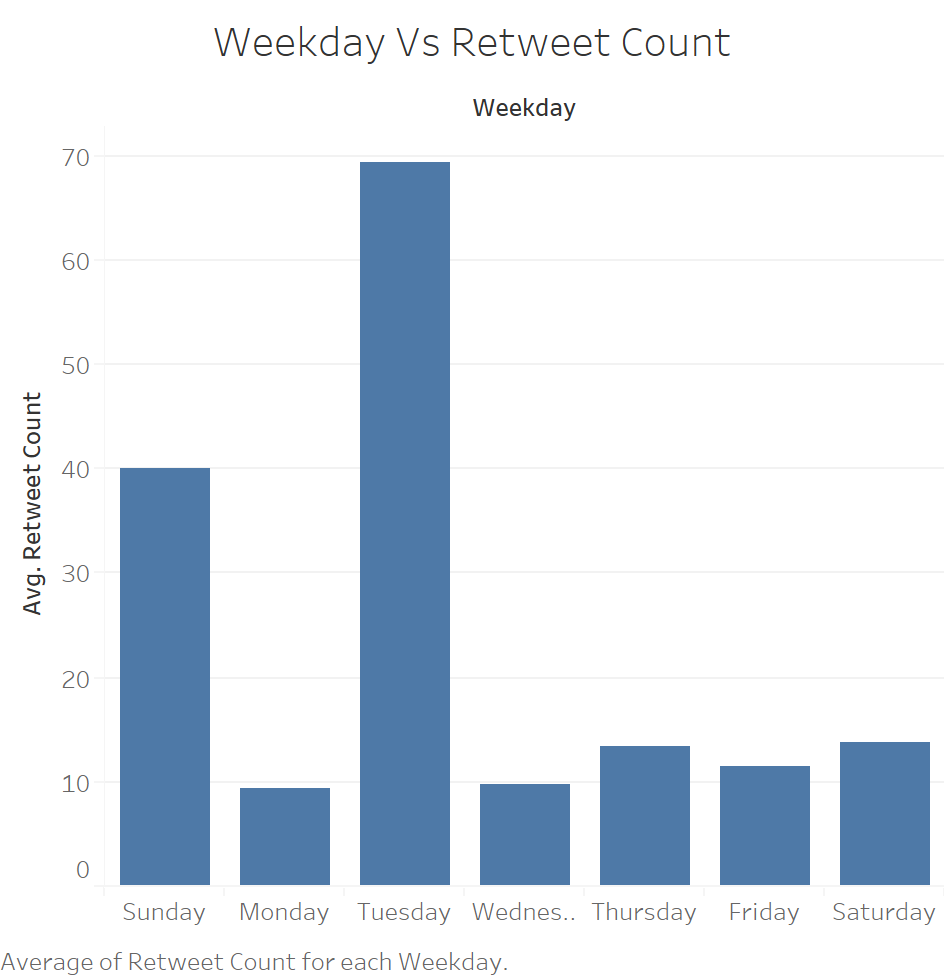 Weekday Vs Retweet Count
Weekday
Avg. Retweet Count
70
60
50
40
30
20
10
0
Sunday Monday Tuesday Wednes.. Thursday Friday Saturday
Average of Retweet Count for each Weekday.